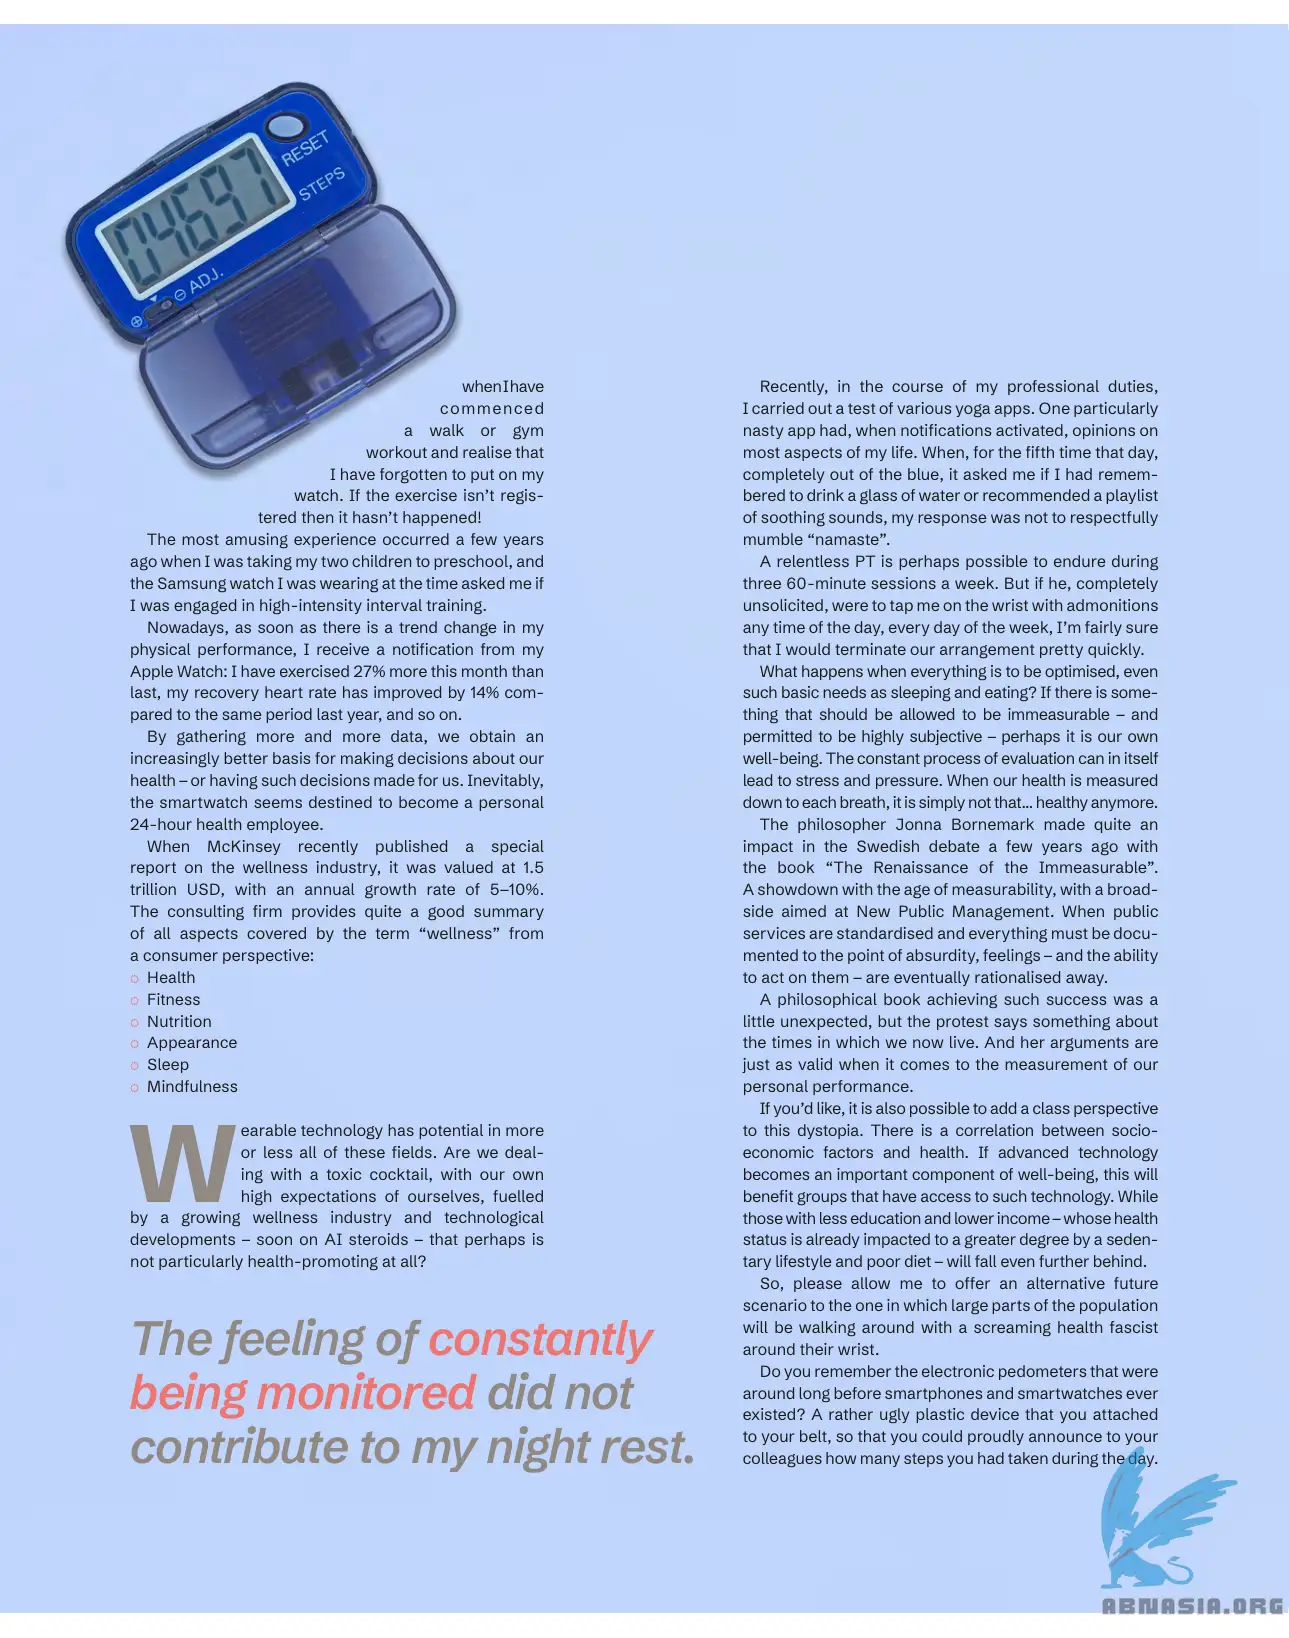 04697
RESET
STEPS
ADJ.
when I have
commenced
a walk or gym
workout and realise that
I have forgotten to put on my
watch. If the exercise isn’t regis-
tered then it hasn’t happened!
The most amusing experience occurred a few years
ago when I was taking my two children to preschool, and
the Samsung watch I was wearing at the time asked me if
I was engaged in high-intensity interval training.
Nowadays, as soon as there is a trend change in my
physical performance, I receive a notification from my
Apple Watch: I have exercised 27% more this month than
last, my recovery heart rate has improved by 14% com-
pared to the same period last year, and so on.
By gathering more and more data, we obtain an
increasingly better basis for making decisions about our
health – or having such decisions made for us. Inevitably,
the smartwatch seems destined to become a personal
24-hour health employee.
When McKinsey recently published a special
report on the wellness industry, it was valued at 1.5
trillion USD, with an annual growth rate of 5–10%.
The consulting firm provides quite a good summary
of all aspects covered by the term “wellness” from
a consumer perspective:
Health
Fitness
Nutrition
Appearance
Sleep
Mindfulness
Wearable technology has potential in more
or less all of these fields. Are we deal-
ing with a toxic cocktail, with our own
high expectations of ourselves, fuelled
by a growing wellness industry and technological
developments – soon on AI steroids – that perhaps is
not particularly health-promoting at all?
The feeling of constantly
being monitored did not
contribute to my night rest.
Recently, in the course of my professional duties,
I carried out a test of various yoga apps. One particularly
nasty app had, when notifications activated, opinions on
most aspects of my life. When, for the fifth time that day,
completely out of the blue, it asked me if I had remem-
bered to drink a glass of water or recommended a playlist
of soothing sounds, my response was not to respectfully
mumble “namaste”.
A relentless PT is perhaps possible to endure during
three 60-minute sessions a week. But if he, completely
unsolicited, were to tap me on the wrist with admonitions
any time of the day, every day of the week, I’m fairly sure
that I would terminate our arrangement pretty quickly.
What happens when everything is to be optimised, even
such basic needs as sleeping and eating? If there is some-
thing that should be allowed to be immeasurable – and
permitted to be highly subjective – perhaps it is our own
well-being. The constant process of evaluation can in itself
lead to stress and pressure. When our health is measured
down to each breath, it is simply not that… healthy anymore.
The philosopher Jonna Bornemark made quite an
impact in the Swedish debate a few years ago with
the book “The Renaissance of the Immeasurable”.
A showdown with the age of measurability, with a broad-
side aimed at New Public Management. When public
services are standardised and everything must be docu-
mented to the point of absurdity, feelings – and the ability
to act on them – are eventually rationalised away.
A philosophical book achieving such success was a
little unexpected, but the protest says something about
the times in which we now live. And her arguments are
just as valid when it comes to the measurement of our
personal performance.
If you’d like, it is also possible to add a class perspective
to this dystopia. There is a correlation between socio-
economic factors and health. If advanced technology
becomes an important component of well-being, this will
benefit groups that have access to such technology. While
those with less education and lower income – whose health
status is already impacted to a greater degree by a seden-
tary lifestyle and poor diet – will fall even further behind.
So, please allow me to offer an alternative future
scenario to the one in which large parts of the population
will be walking around with a screaming health fascist
around their wrist.
Do you remember the electronic pedometers that were
around long before smartphones and smartwatches ever
existed? A rather ugly plastic device that you attached
to your belt, so that you could proudly announce to your
colleagues how many steps you had taken during the day.
ABNASIA.ORG